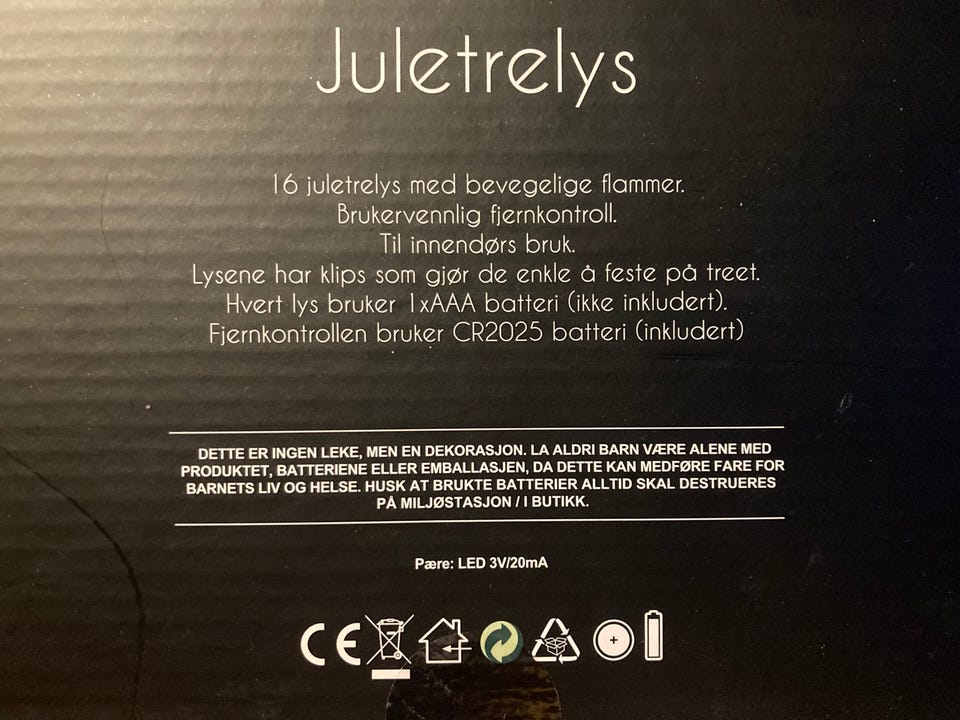 Juletrelys
16 juletrelys med bevegelige flammer.
Brukervennlig fjernkontroll.
Til innendørs bruk.
Lysene har klips som gjør de enkle å feste på treet.
Hvert lys bruker 1xAAA batteri (ikke inkludert).
Fjernkontrollen bruker CR2025 batteri (inkludert)
DETTE ER INGEN LEKE, MEN EN DEKORASJON. LA ALDRI BARN VÆRE ALENE MED
PRODUKTET, BATTERIENE ELLER EMBALLASJEN, DA DETTE KAN MEDFØRE FARE FOR
BARNETS LIV OG HELSE. HUSK AT BRUKTE BATTERIER ALLTID SKAL DESTRUERES
PÅ MILJØSTASJON / I BUTIKK.
Pære: LED 3V/20mA
CE